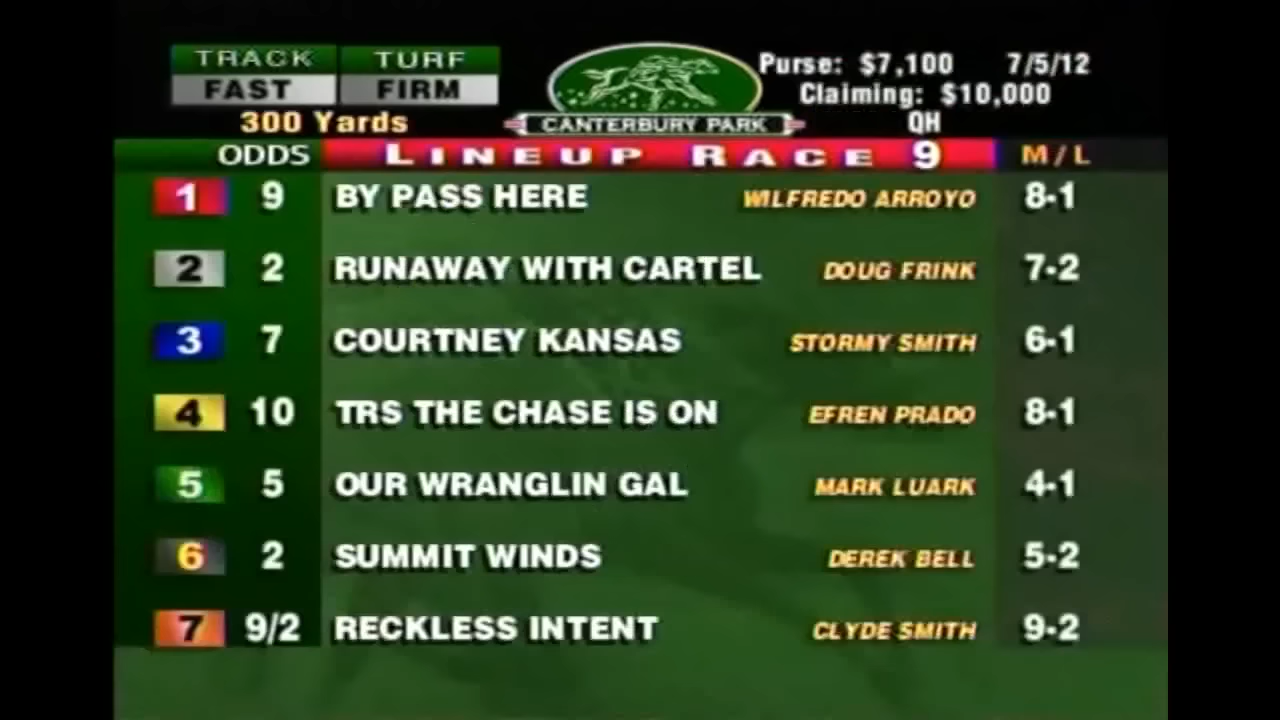 TRACK TURF Purse: $7,100 7/5/12
FAST FIRM Claiming: $10,000
300 Yards CANTERBURY PARK QH
ODDS LINEUP RACE 9 M/L
1 9 BY PASS HERE WILFREDO ARROYO 8-1
2 2 RUNAWAY WITH CARTEL DOUG FRINK 7-2
3 7 COURTNEY KANSAS STORMY SMITH 6-1
4 10 TRS THE CHASE IS ON EFREN PRADO 8-1
5 5 OUR WRANGLIN GAL MARK LUARK 4-1
6 2 SUMMIT WINDS DEREK BELL 5-2
7 9/2 RECKLESS INTENT CLYDE SMITH 9-2